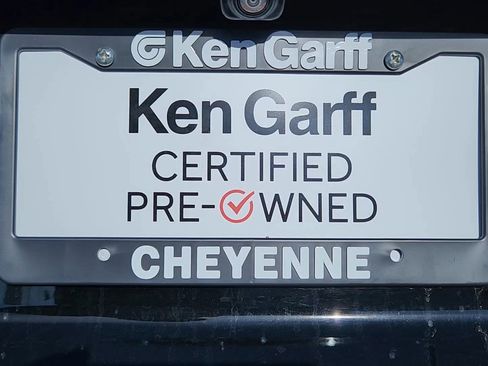 Ken Garff
Ken Garff
CERTIFIED
PRE-OWNED
CHEYENNE